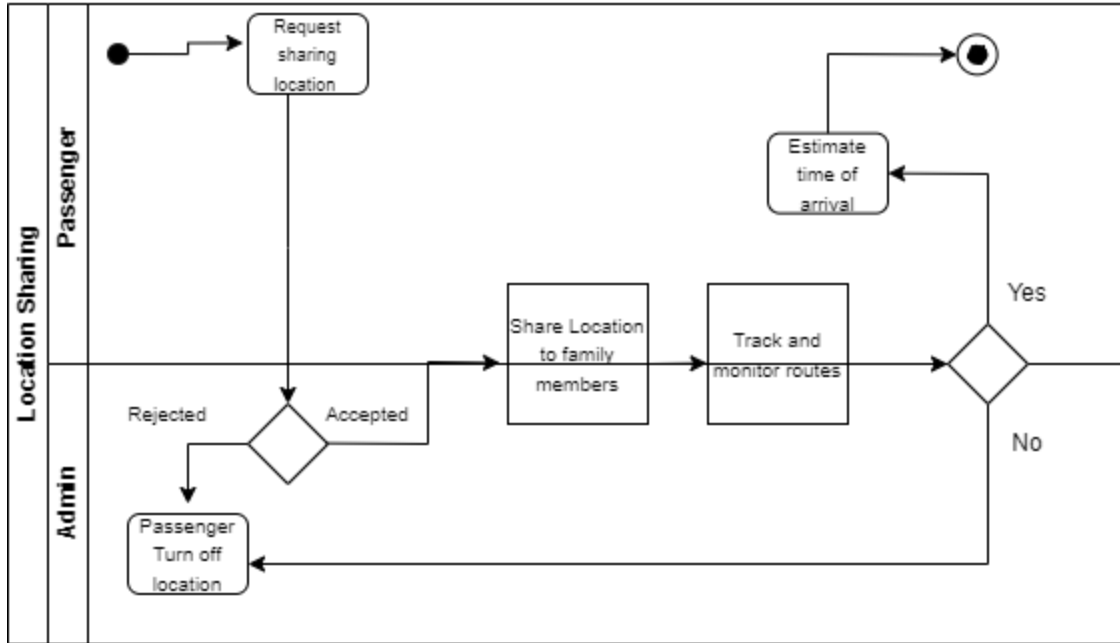 Location Sharing
Passenger
Admin
Request
sharing
location
Estimate
time of
arrival
Yes
Share Location
to family
members
Track and
monitor routes
Rejected
Accepted
No
Passenger
Turn off
location